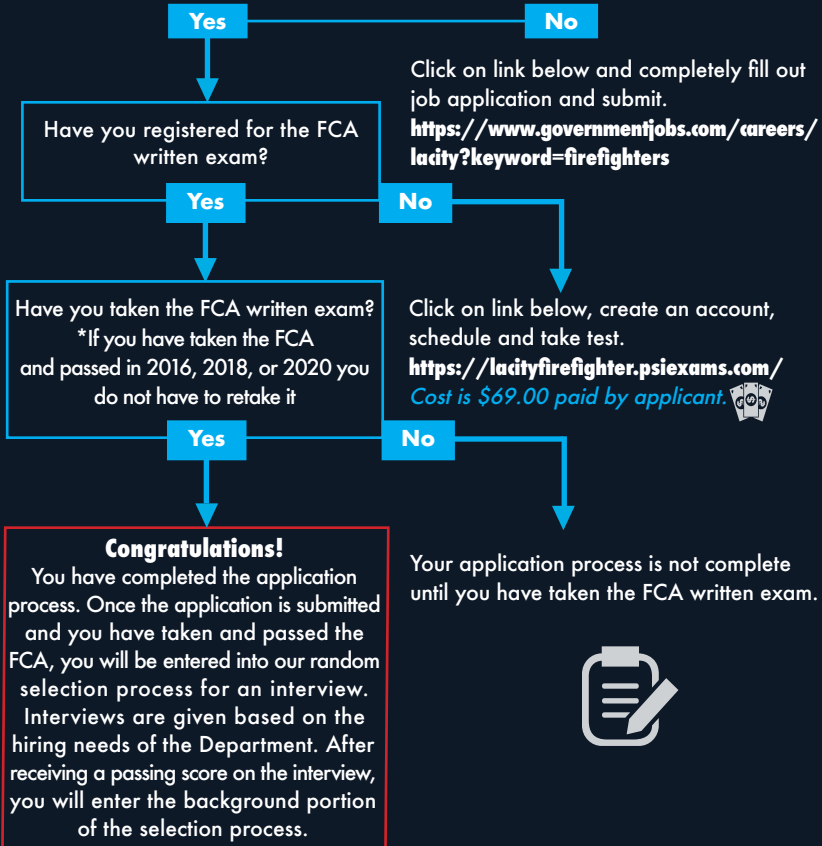 Yes
No
Click on link below and completely fill out
job application and submit.
https://www.governmentjobs.com/careers/
lacity?keyword=firefighters
Have you registered for the FCA
written exam?
Yes
No
Have you taken the FCA written exam?
*If you have taken the FCA
and passed in 2016, 2018, or 2020 you
do not have to retake it
Click on link below, create an account,
schedule and take test.
https://lacityfirefighter.psiexams.com/
Cost is $69.00 paid by applicant.
Yes
No
Congratulations!
You have completed the application
process. Once the application is submitted
and you have taken and passed the
FCA, you will be entered into our random
selection process for an interview.
Interviews are given based on the
hiring needs of the Department. After
receiving a passing score on the interview,
you will enter the background portion
of the selection process.
Your application process is not complete
until you have taken the FCA written exam.